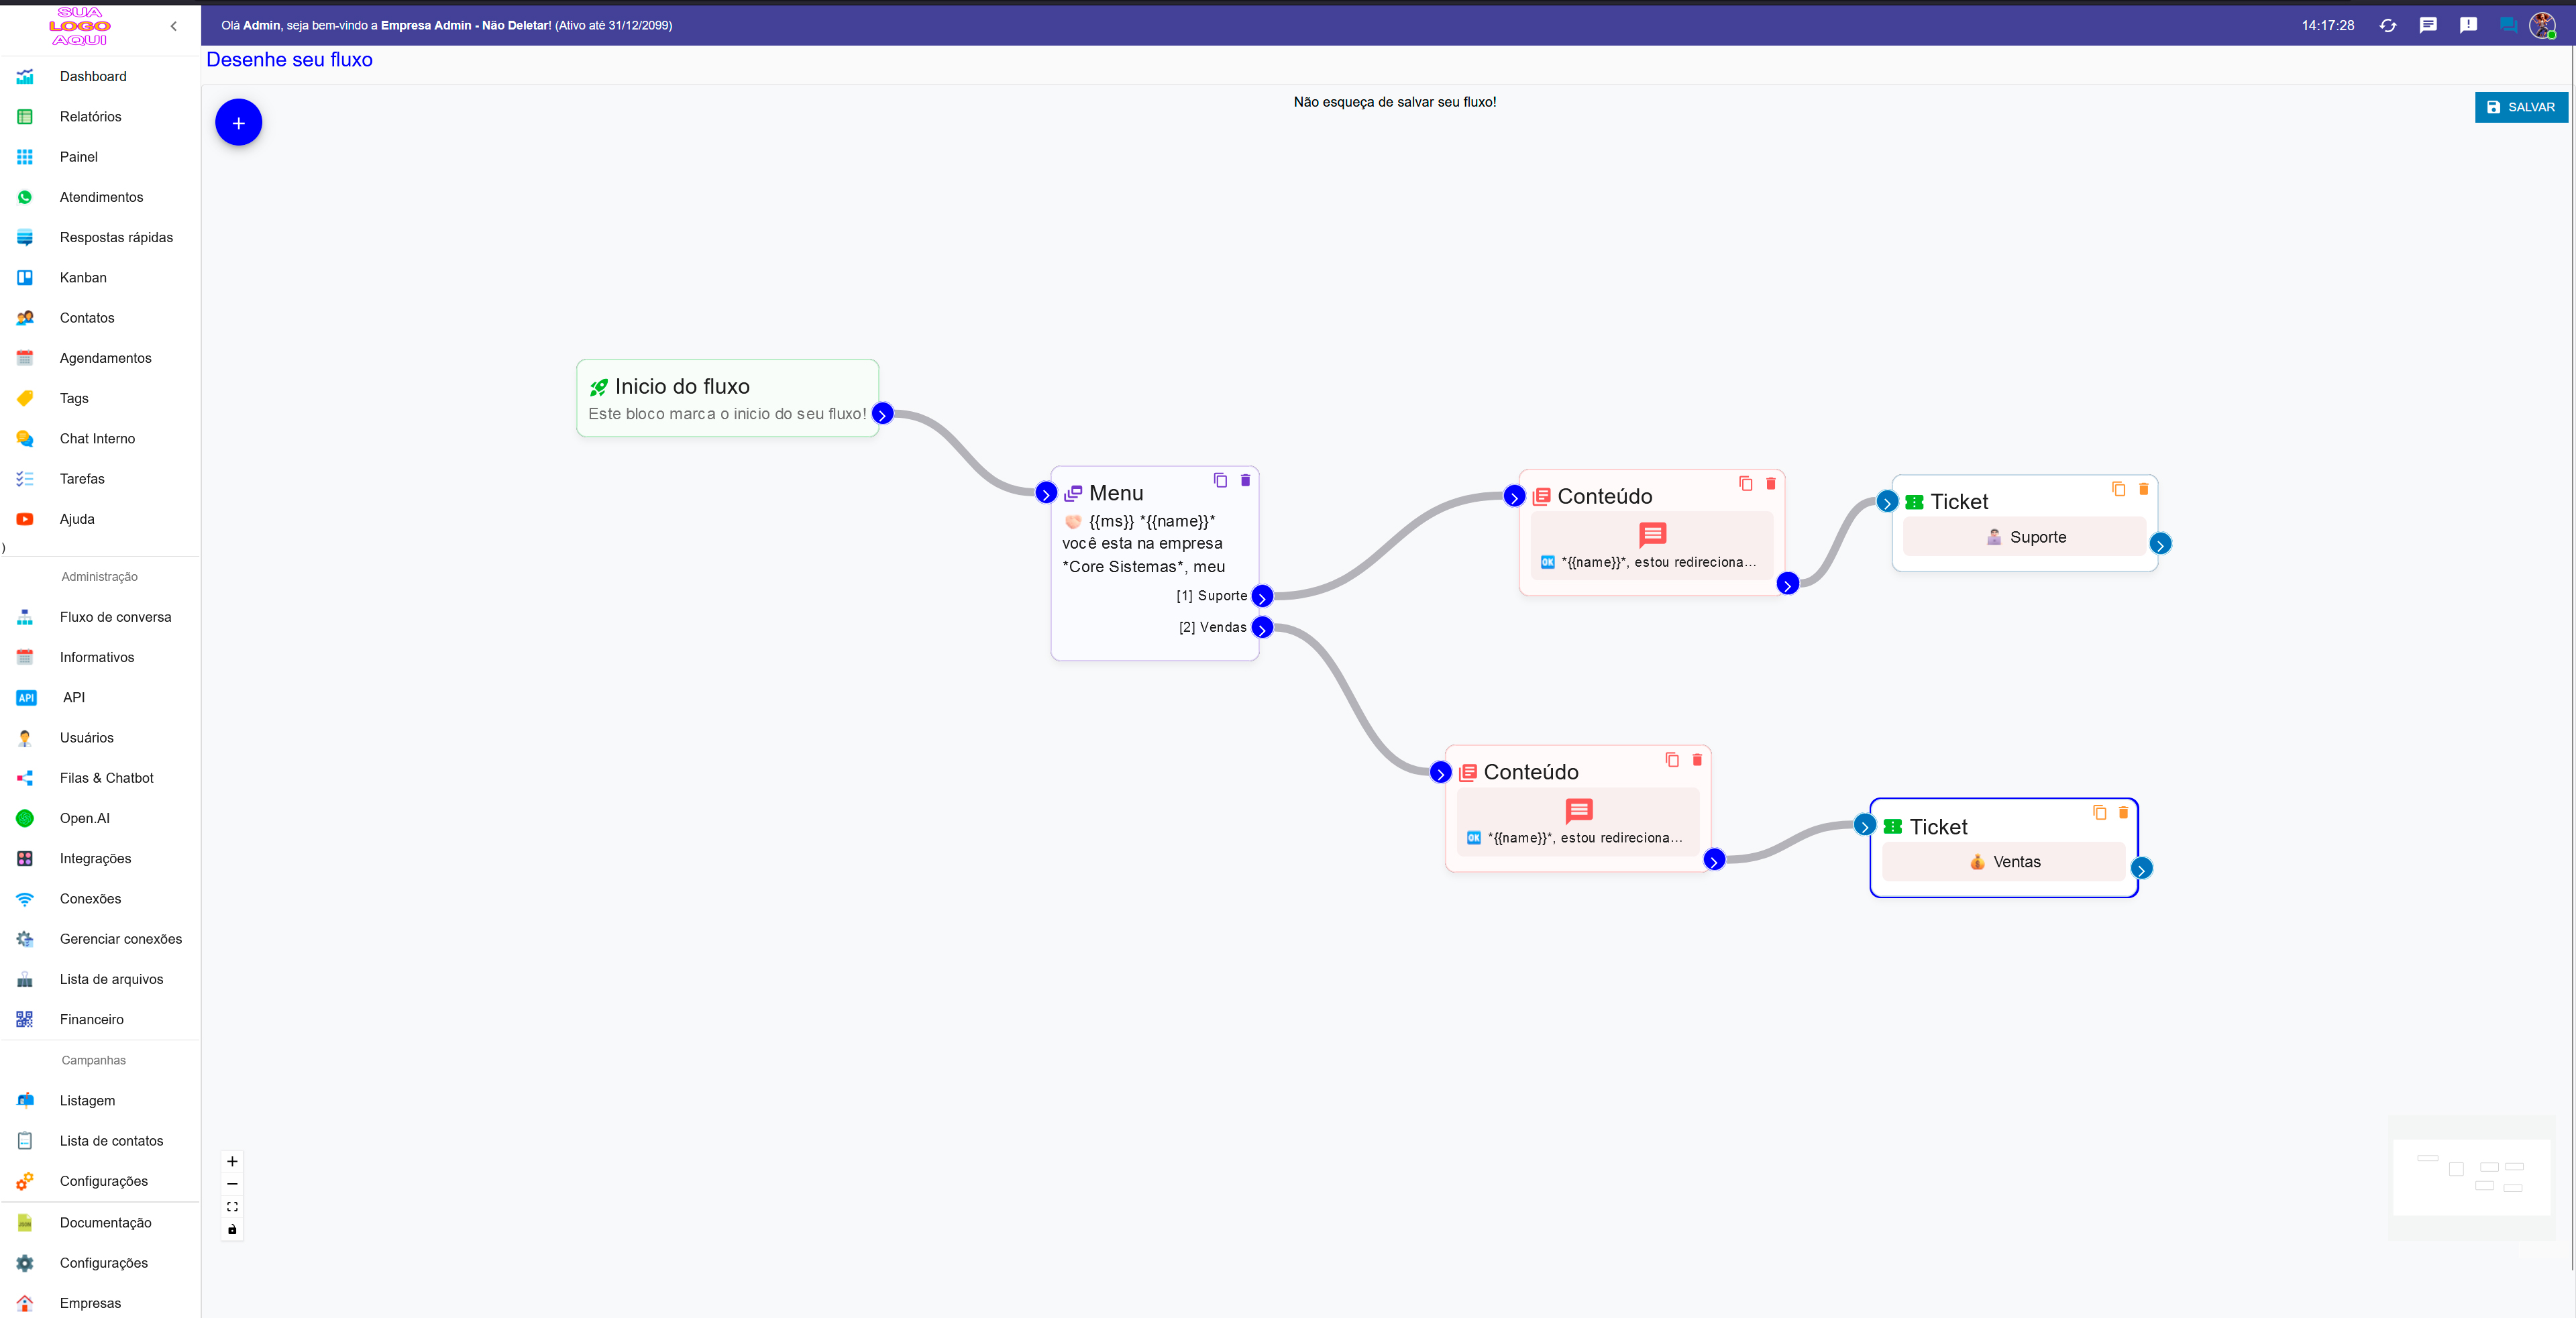 SUA
LOGO
AQUI
Olá Admin, seja bem-vindo a Empresa Admin - Não Deletar! (Ativo até 31/12/2099)
14:17:28
Desenhe seu fluxo
Não esqueça de salvar seu fluxo!
SALVAR
Dashboard
Relatórios
Painel
Atendimentos
Respostas rápidas
Kanban
Contatos
Agendamentos
Tags
Chat Interno
Tarefas
Ajuda
)
Administração
Fluxo de conversa
Informativos
API API
Usuários
Filas & Chatbot
Open.AI
Integrações
Conexões
Gerenciar conexões
Lista de arquivos
Financeiro
Campanhas
Listagem
Lista de contatos
Configurações
JSON Documentação
Configurações
Empresas
Inicio do fluxo
Este bloco marca o inicio do seu fluxo!
Menu
🤝🏻 {{ms}} *{{name}}*
você esta na empresa
*Core Sistemas*, meu
[1] Suporte
[2] Vendas
Conteúdo
🆗 *{{name}}*, estou redireciona...
Ticket
Suporte
Conteúdo
🆗 *{{name}}*, estou redireciona...
Ticket
💰 Ventas